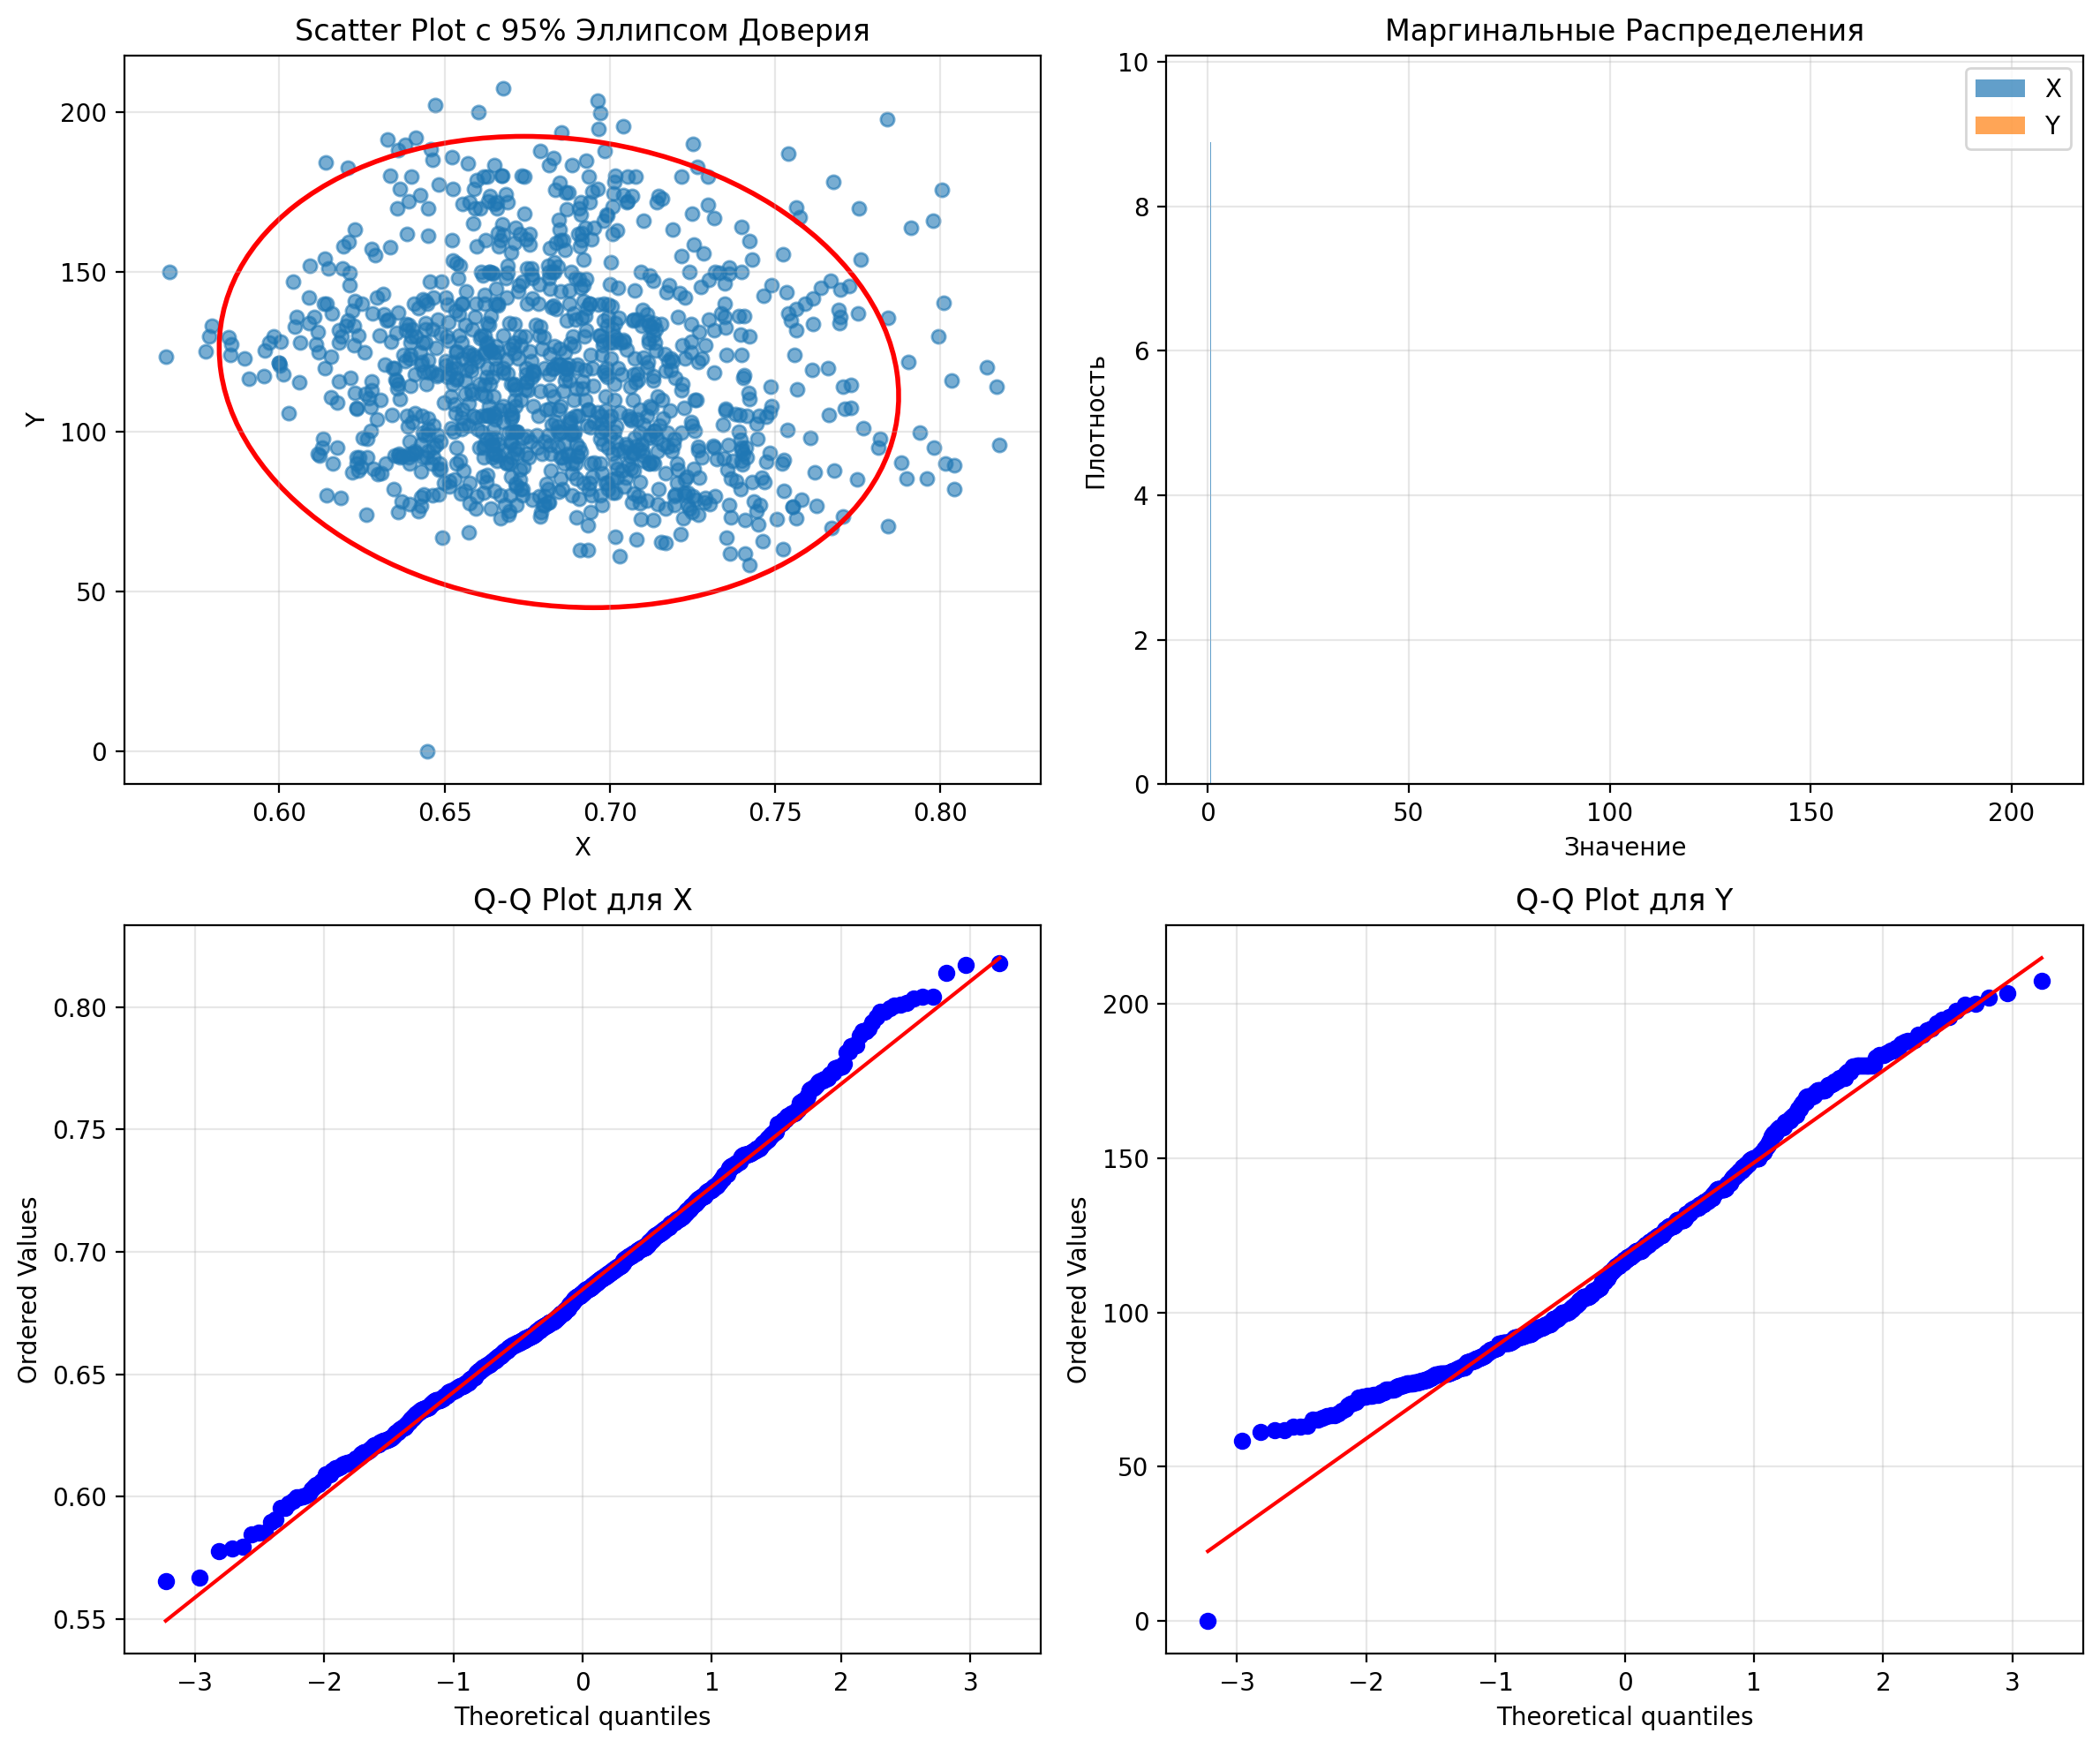 Scatter Plot с 95% Эллипсом Доверия
200
150
100
50
0
Y
0.60 0.65 0.70 0.75 0.80
X
Маргинальные Распределения
10
8
6
4
2
0
Плотность
X
Y
0 50 100 150 200
Значение
Q-Q Plot для X
0.80
0.75
0.70
0.65
0.60
0.55
Ordered Values
−3 −2 −1 0 1 2 3
Theoretical quantiles
Q-Q Plot для Y
200
150
100
50
0
Ordered Values
−3 −2 −1 0 1 2 3
Theoretical quantiles